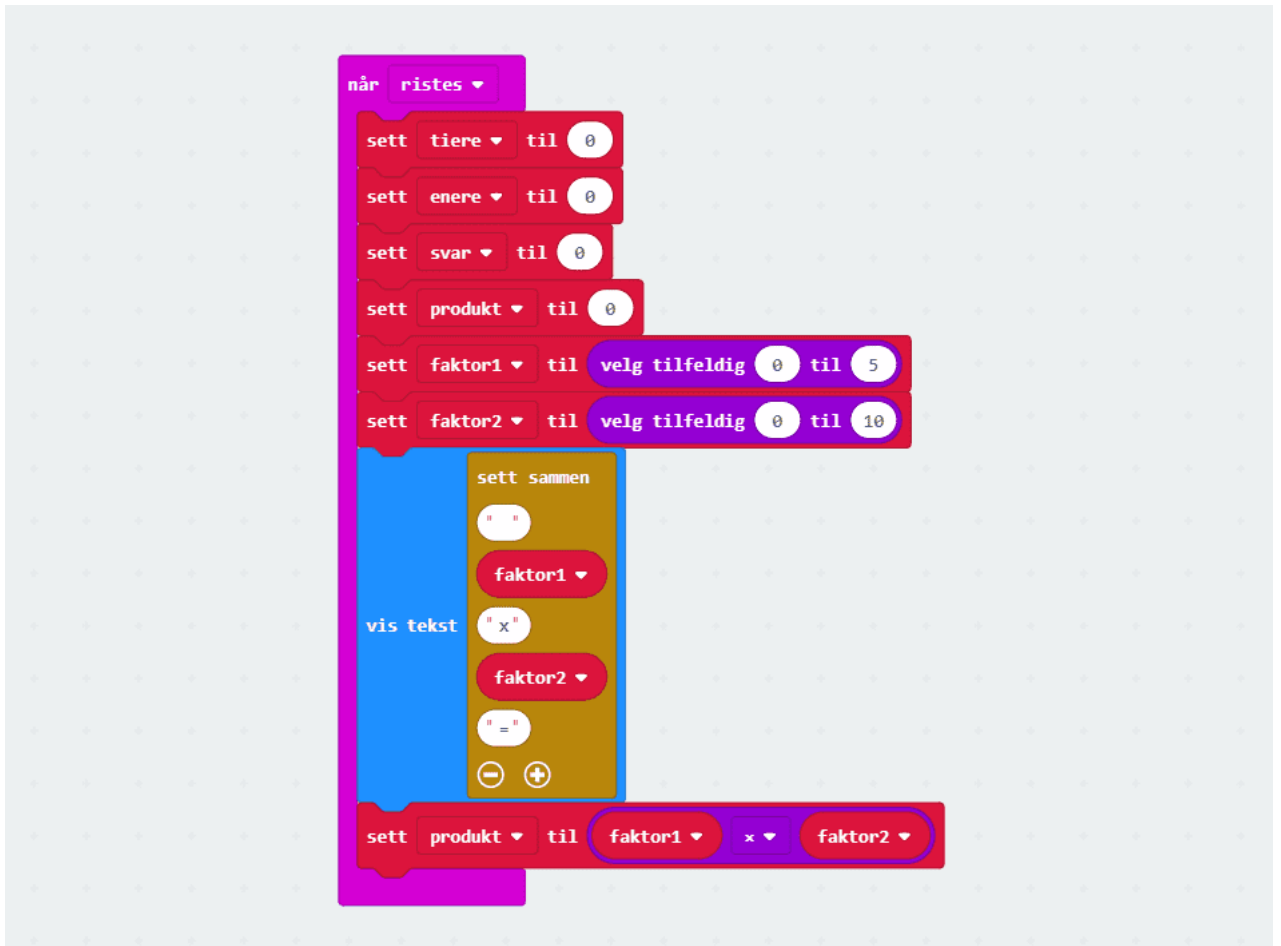 når ristes
sett tiere til 0
sett enere til 0
sett svar til 0
sett produkt til 0
sett faktor1 til velg tilfeldig 0 til 5
sett faktor2 til velg tilfeldig 0 til 10
sett sammen
" "
faktor1
vis tekst "x"
faktor2
"="
sett produkt til faktor1 x faktor2